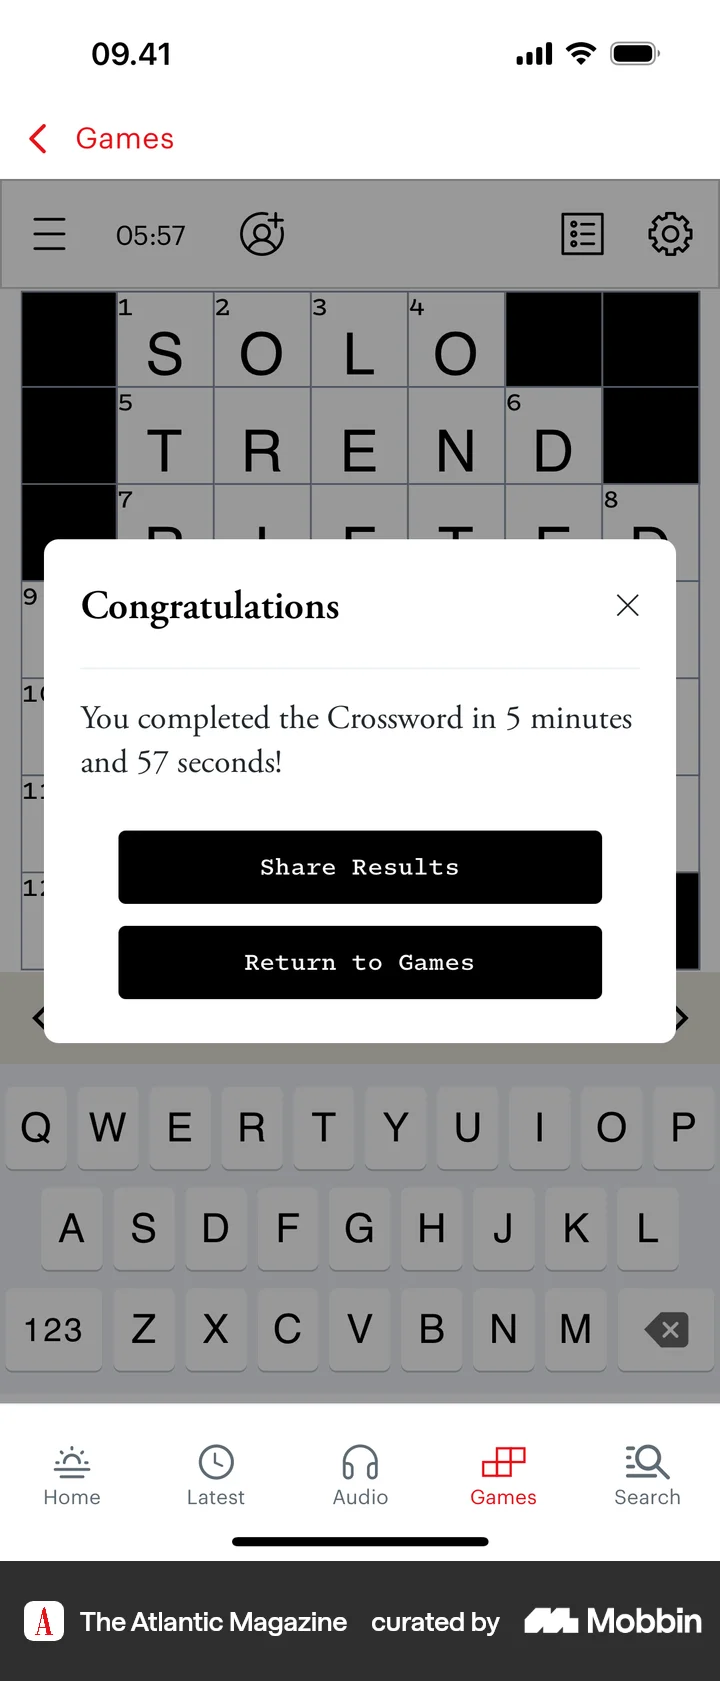 09.41
Games
05:57
1 2 3 4
S O L O
5 6
T R E N D
7 8
9
Congratulations
You completed the Crossword in 5 minutes
and 57 seconds!
Share Results
Return to Games
Q W E R T Y U I O P
A S D F G H J K L
123 Z X C V B N M
Home Latest Audio Games Search
The Atlantic Magazine curated by Mobbin